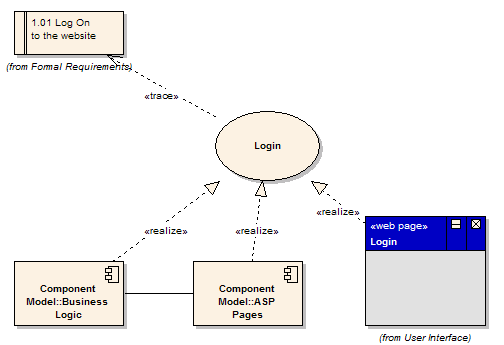 1.01 Log On
to the website
(from Formal Requirements)
«trace»
Login
«realize»
«realize»
«realize»
«web page»
Login
Component
Model::Business
Logic
Component
Model::ASP
Pages
(from User Interface)